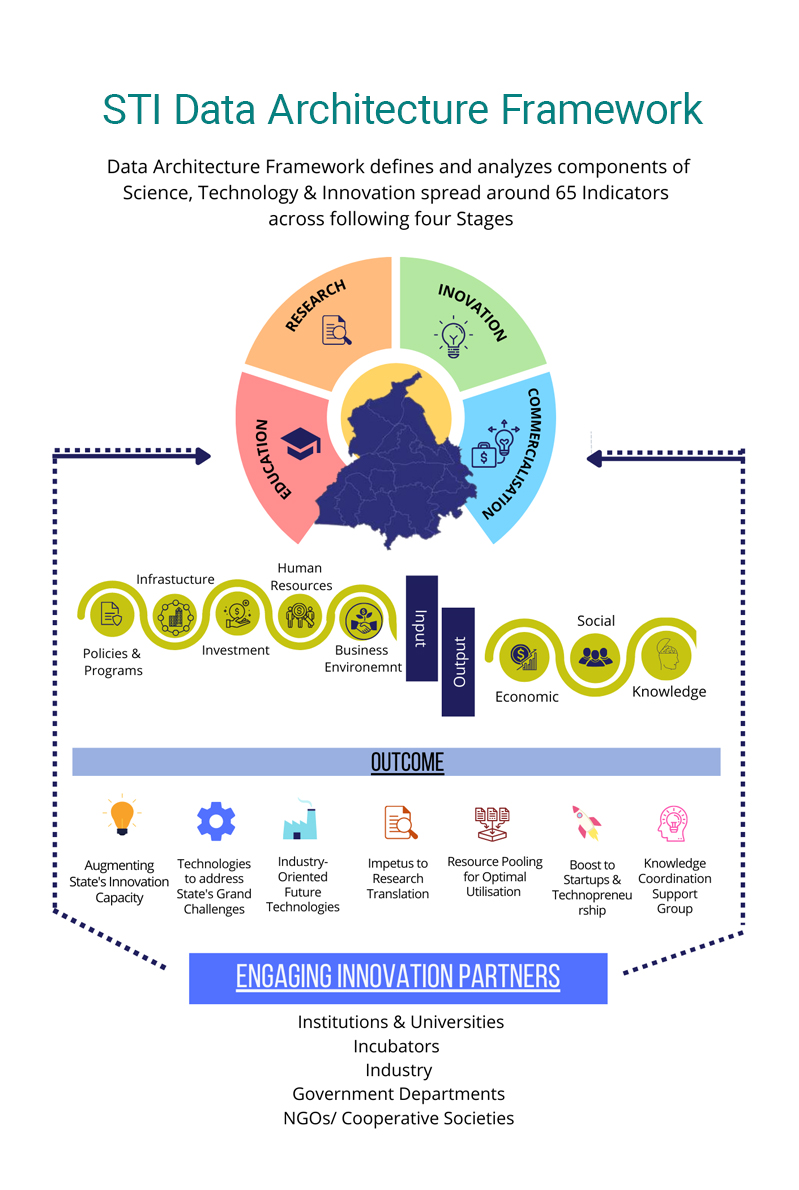 STI Data Architecture Framework
Data Architecture Framework defines and analyzes components of
Science, Technology & Innovation spread around 65 Indicators
across following four Stages
RESEARCH
INOVATION
EDUCATION
COMMERCIALISATION
Policies &
Programs
Infrastucture
Investment
Human
Resources
Business
Environemnt
Input
Output
Economic
Social
Knowledge
OUTCOME
Augmenting
State's Innovation
Capacity
Technologies
to address
State's Grand
Challenges
Industry-
Oriented
Future
Technologies
Impetus to
Research
Translation
Resource Pooling
for Optimal
Utilisation
Boost to
Startups &
Technopreneu
rship
Knowledge
Coordination
Support
Group
ENGAGING INNOVATION PARTNERS
Institutions & Universities
Incubators
Industry
Government Departments
NGOs/ Cooperative Societies